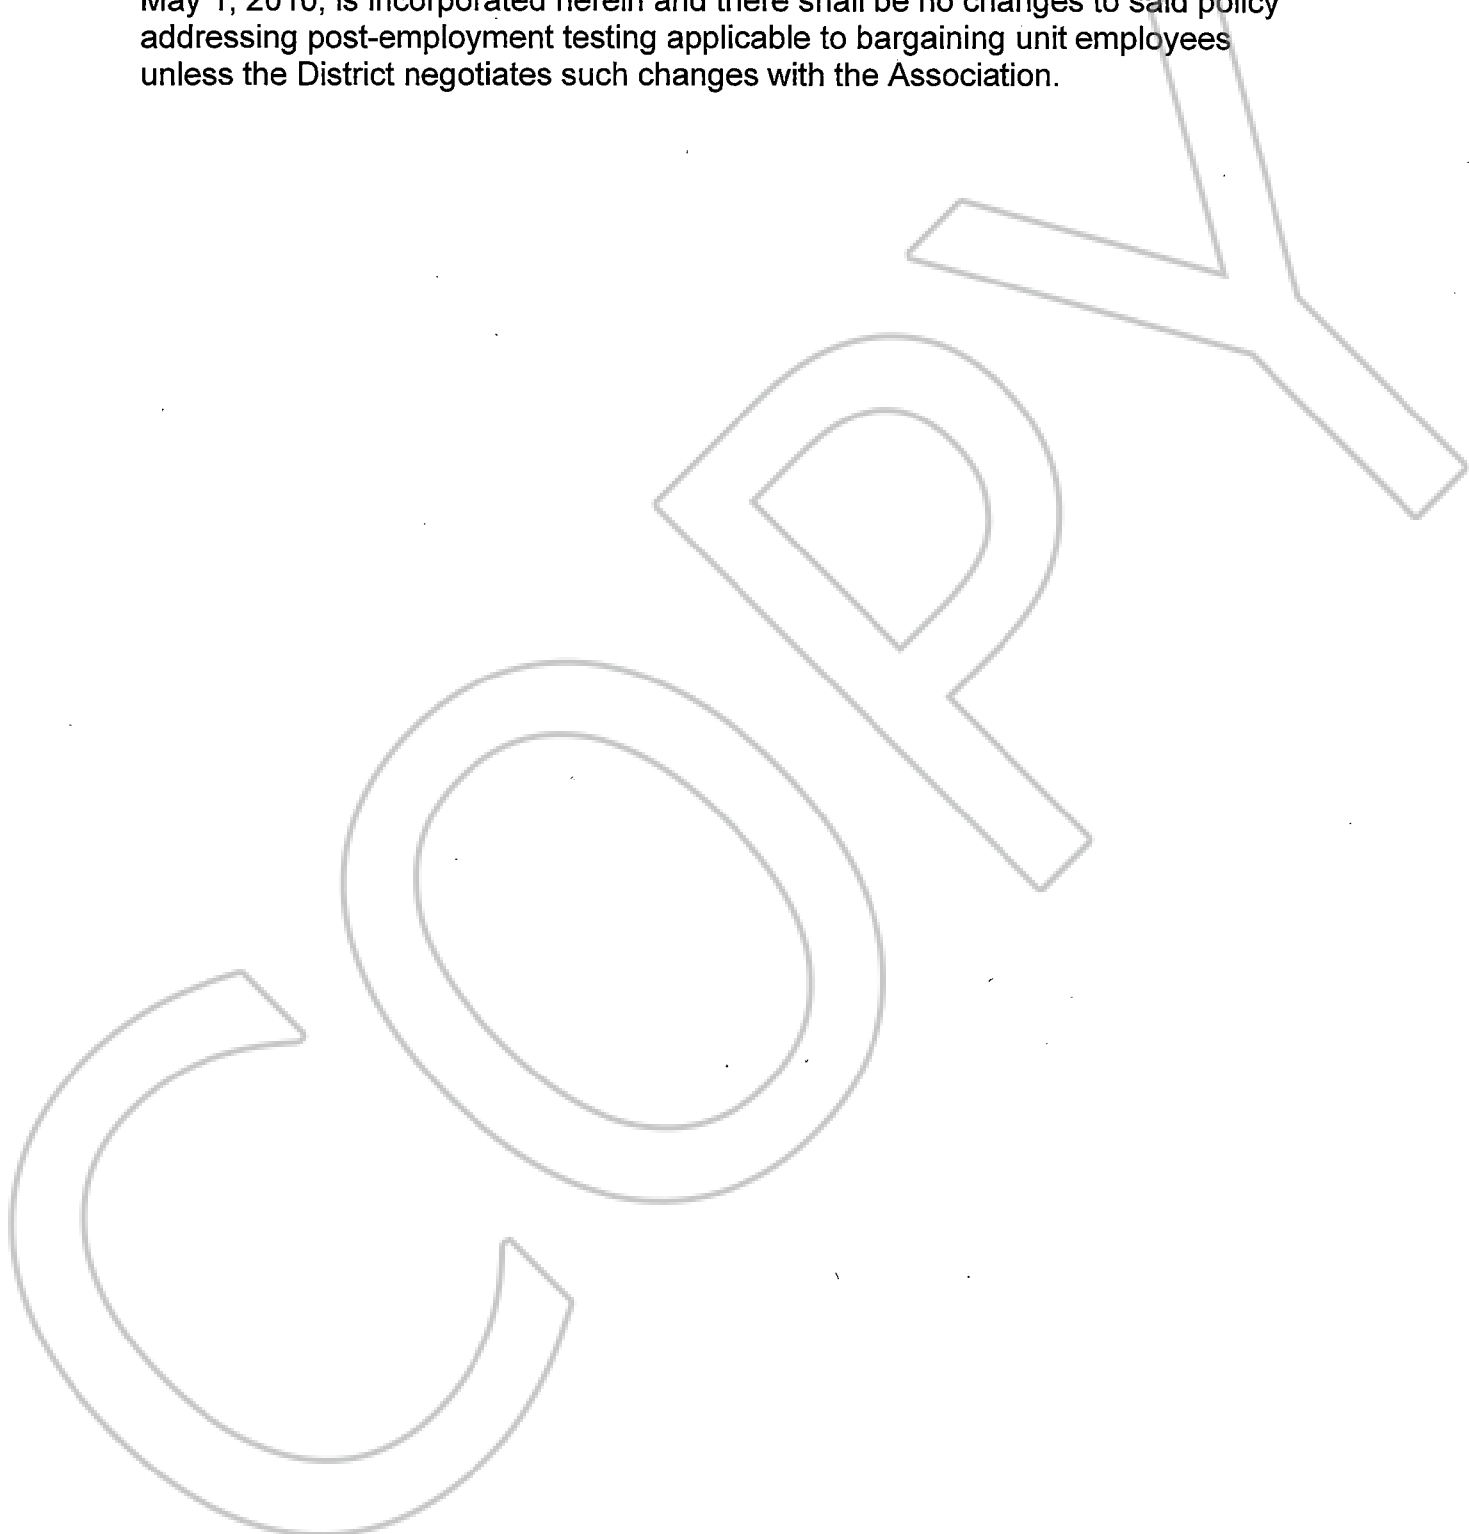 May 1, 2010, is incorporated herein and there shall be no changes to said policy
addressing post-employment testing applicable to bargaining unit employees
unless the District negotiates such changes with the Association.
COPY